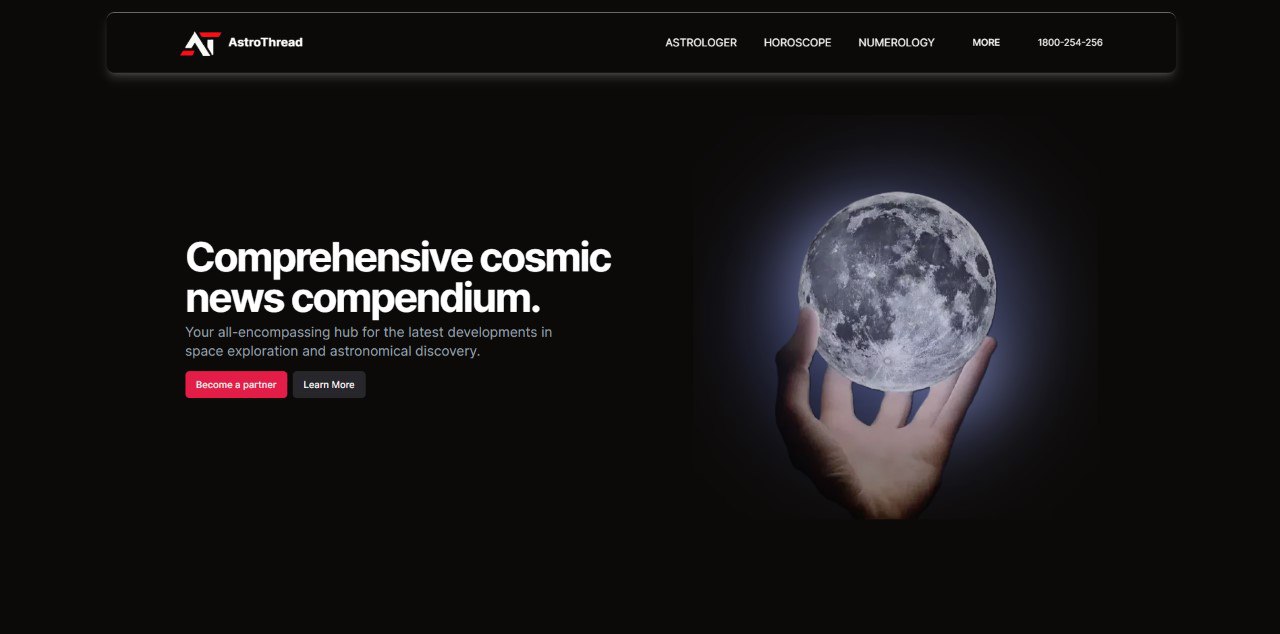 AstroThread
ASTROLOGER HOROSCOPE NUMEROLOGY MORE 1800-254-256
Comprehensive cosmic
news compendium.
Your all-encompassing hub for the latest developments in
space exploration and astronomical discovery.
Become a partner Learn More